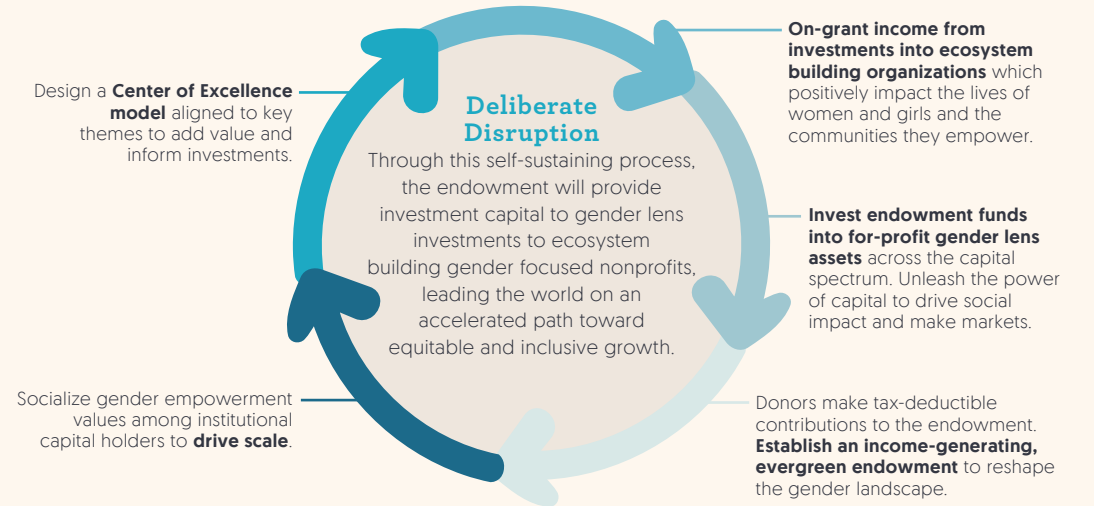 Deliberate
Disruption
Through this self-sustaining process,
the endowment will provide
investment capital to gender lens
investments to ecosystem
building gender focused nonprofits,
leading the world on an
accelerated path toward
equitable and inclusive growth.
On-grant income from
investments into ecosystem
building organizations which
positively impact the lives of
women and girls and the
communities they empower.
Invest endowment funds
into for-profit gender lens
assets across the capital
spectrum. Unleash the power
of capital to drive social
impact and make markets.
Donors make tax-deductible
contributions to the endowment.
Establish an income-generating,
evergreen endowment to reshape
the gender landscape.
Socialize gender empowerment
values among institutional
capital holders to drive scale.
Design a Center of Excellence
model aligned to key
themes to add value and
inform investments.